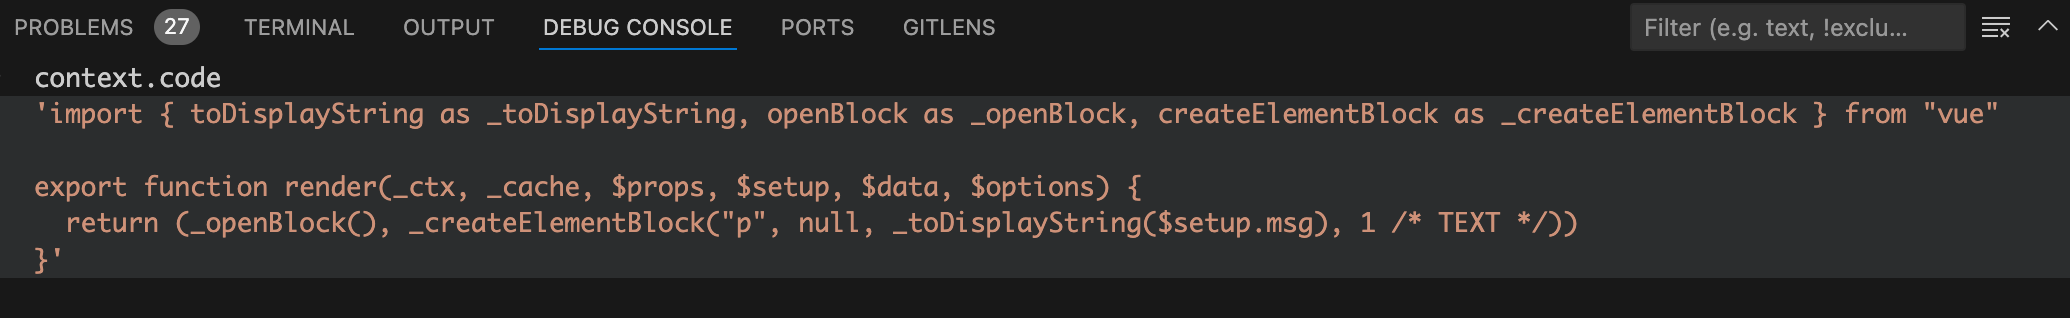 PROBLEMS 27 TERMINAL OUTPUT DEBUG CONSOLE PORTS GITLENS Filter (e.g. text, !exclu...
context.code
'import { toDisplayString as _toDisplayString, openBlock as _openBlock, createElementBlock as _createElementBlock } from "vue"
export function render(_ctx, _cache, $props, $setup, $data, $options) {
  return (_openBlock(), _createElementBlock("p", null, _toDisplayString($setup.msg), 1 /* TEXT */))
}'